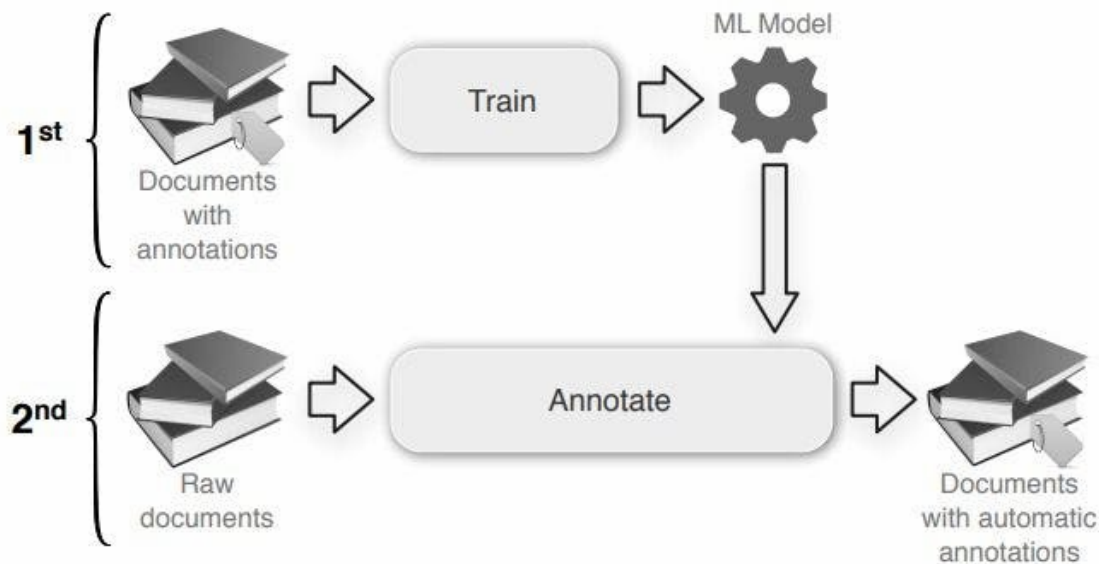 ML Model
1st
Train
Documents
with
annotations
2nd
Annotate
Raw
documents
Documents
with automatic
annotations